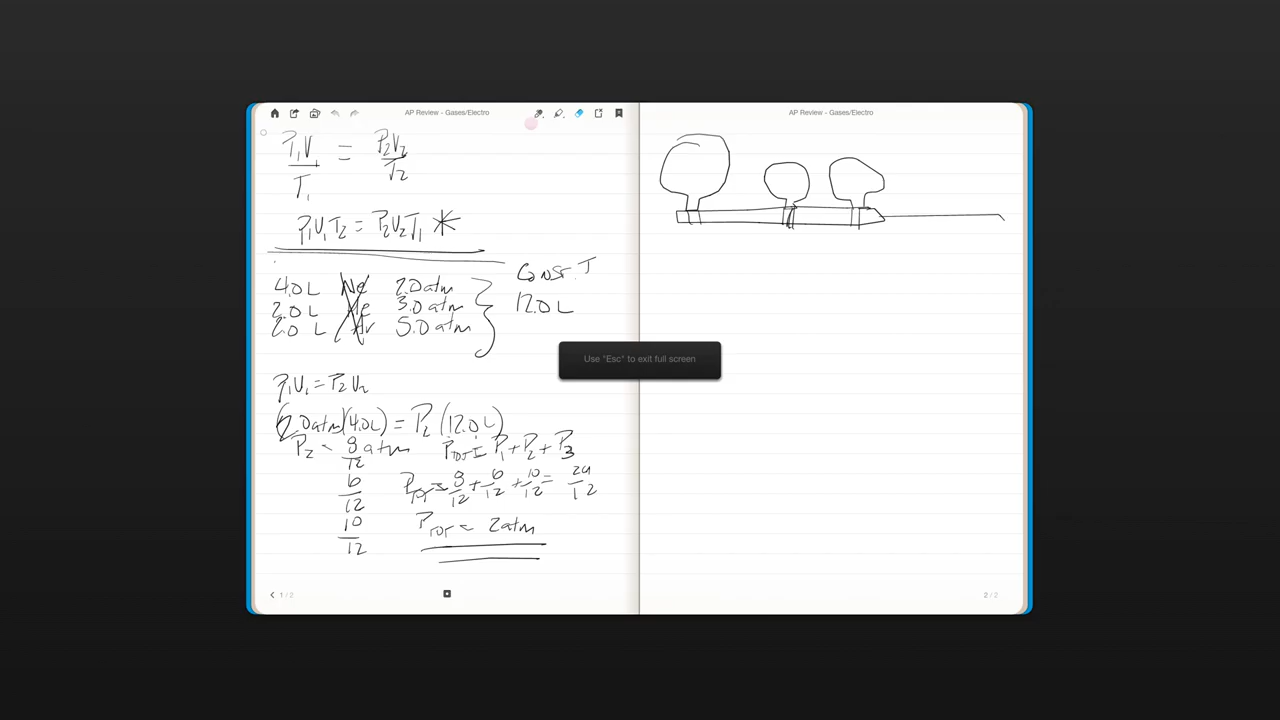 AP Review - Gases/Electro
P₁V₁/T₁ = P₂V₂/T₂
P₁V₁T₂ = P₂V₂T₁ *
Const. T
4.0 L Ne 2.0 atm
2.0 L He 3.0 atm 12.0 L
2.0 L Ar 5.0 atm
P₁V₁ = P₂V₂
(2.0 atm)(4.0 L) = P₂ (12.0 L)
P₂ = 8/12 atm P_TOT = P₁ + P₂ + P₃
6/12 P_TOT = 8/12 + 6/12 + 10/12 = 24/12
10/12 P_TOT = 2 atm
1 / 2
AP Review - Gases/Electro
2 / 2
Use "Esc" to exit full screen